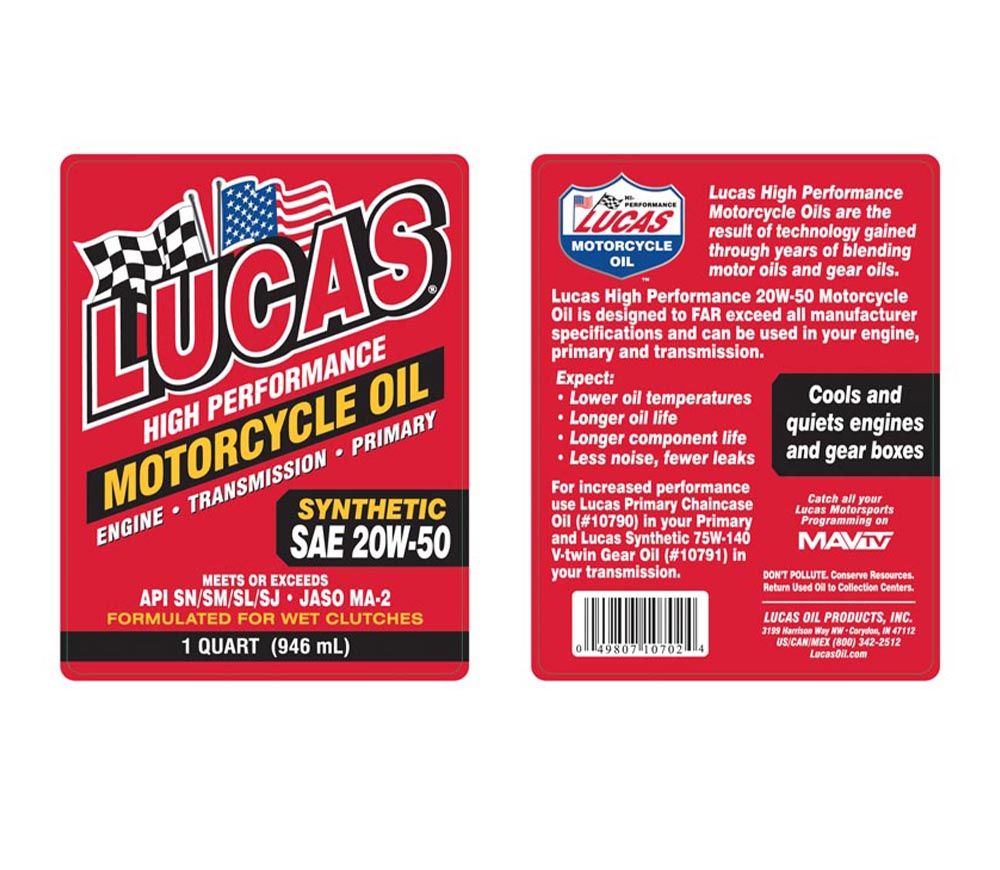 LUCAS®
HIGH PERFORMANCE
MOTORCYCLE OIL
ENGINE • TRANSMISSION • PRIMARY
SYNTHETIC
SAE 20W-50
MEETS OR EXCEEDS
API SN/SM/SL/SJ • JASO MA-2
FORMULATED FOR WET CLUTCHES
1 QUART (946 mL)
HI-
PERFORMANCE
LUCAS
MOTORCYCLE
OIL
™
Lucas High Performance
Motorcycle Oils are the
result of technology gained
through years of blending
motor oils and gear oils.
Lucas High Performance 20W-50 Motorcycle
Oil is designed to FAR exceed all manufacturer
specifications and can be used in your engine,
primary and transmission.
Expect:
• Lower oil temperatures
• Longer oil life
• Longer component life
• Less noise, fewer leaks
Cools and
quiets engines
and gear boxes
For increased performance
use Lucas Primary Chaincase
Oil (#10790) in your Primary
and Lucas Synthetic 75W-140
V-twin Gear Oil (#10791) in
your transmission.
0 49807 10702 4
Catch all your
Lucas Motorsports
Programming on
MAVTV
DON'T POLLUTE. Conserve Resources.
Return Used Oil to Collection Centers.
LUCAS OIL PRODUCTS, INC.
3199 Harrison Way NW • Corydon, IN 47112
US/CAN/MEX (800) 342-2512
LucasOil.com